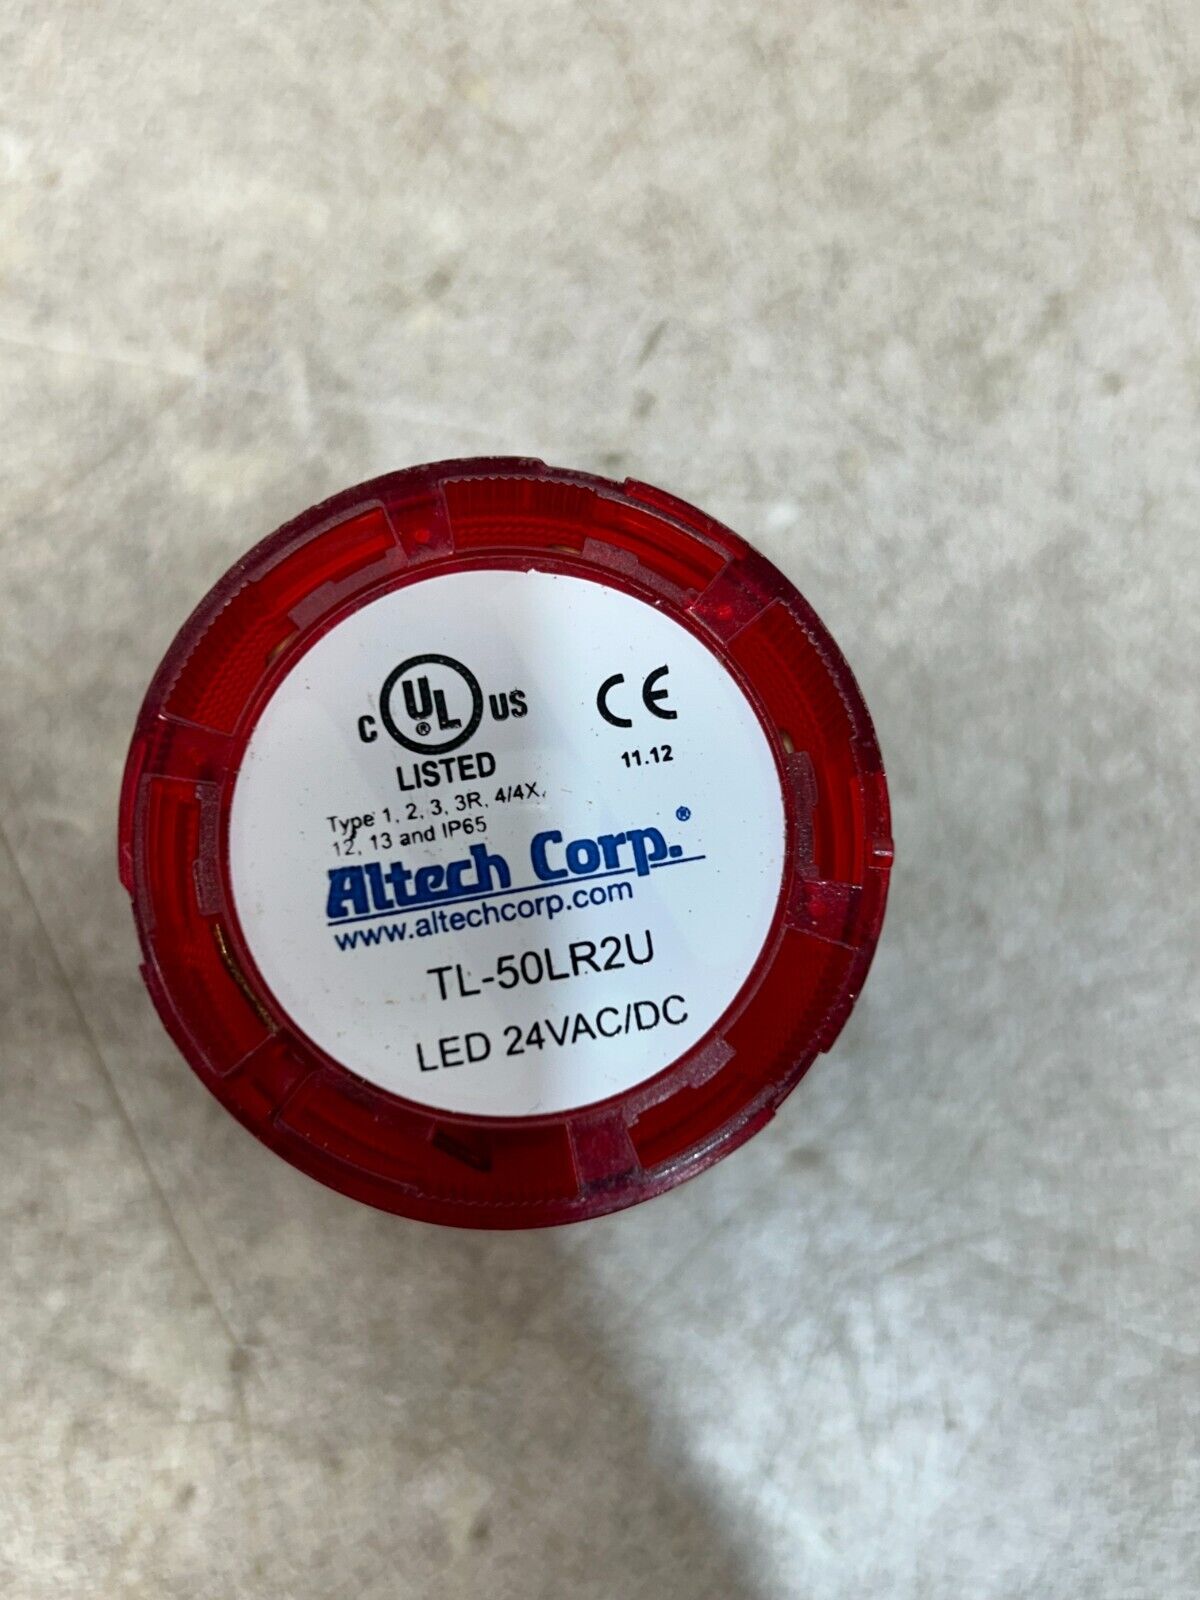 C UL ® US
LISTED
CE
11.12
Type 1, 2, 3, 3R, 4/4X,
12, 13 and IP65
Altech Corp.®
www.altechcorp.com
TL-50LR2U
LED 24VAC/DC